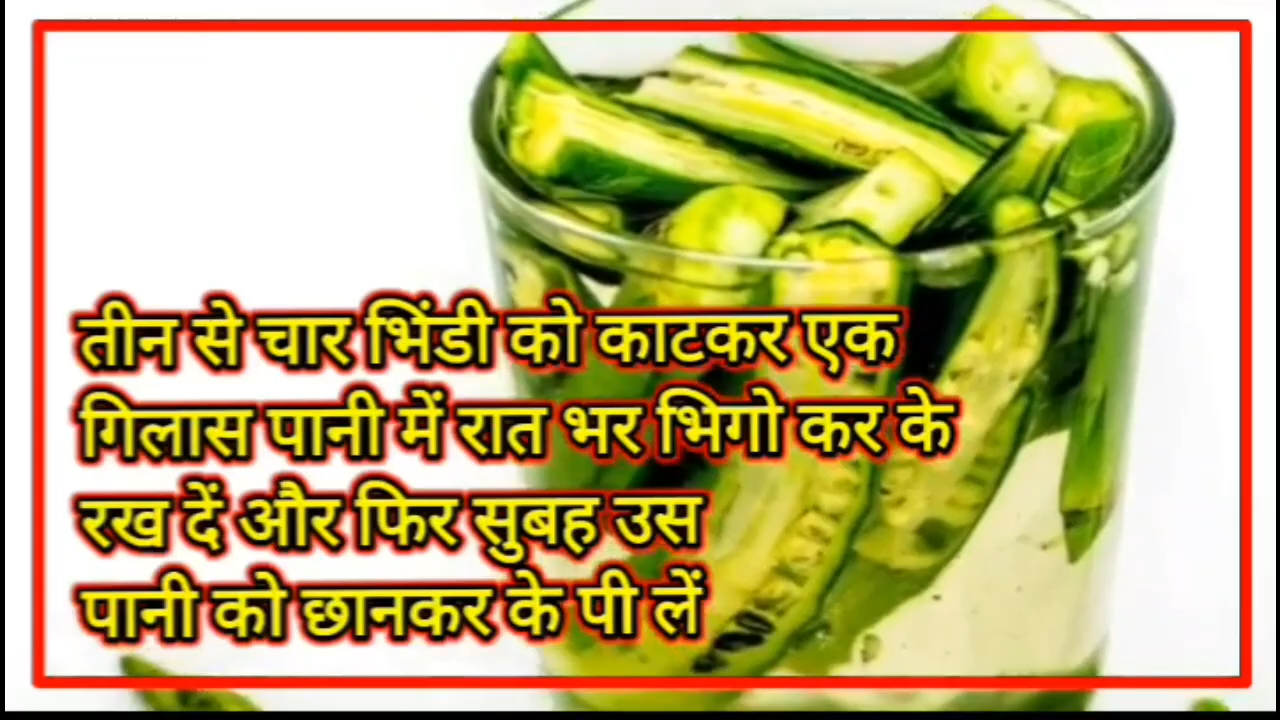 तीन से चार भिंडी को काटकर एक
गिलास पानी में रात भर भिगो कर के
रख दें और फिर सुबह उस
पानी को छानकर के पी लें